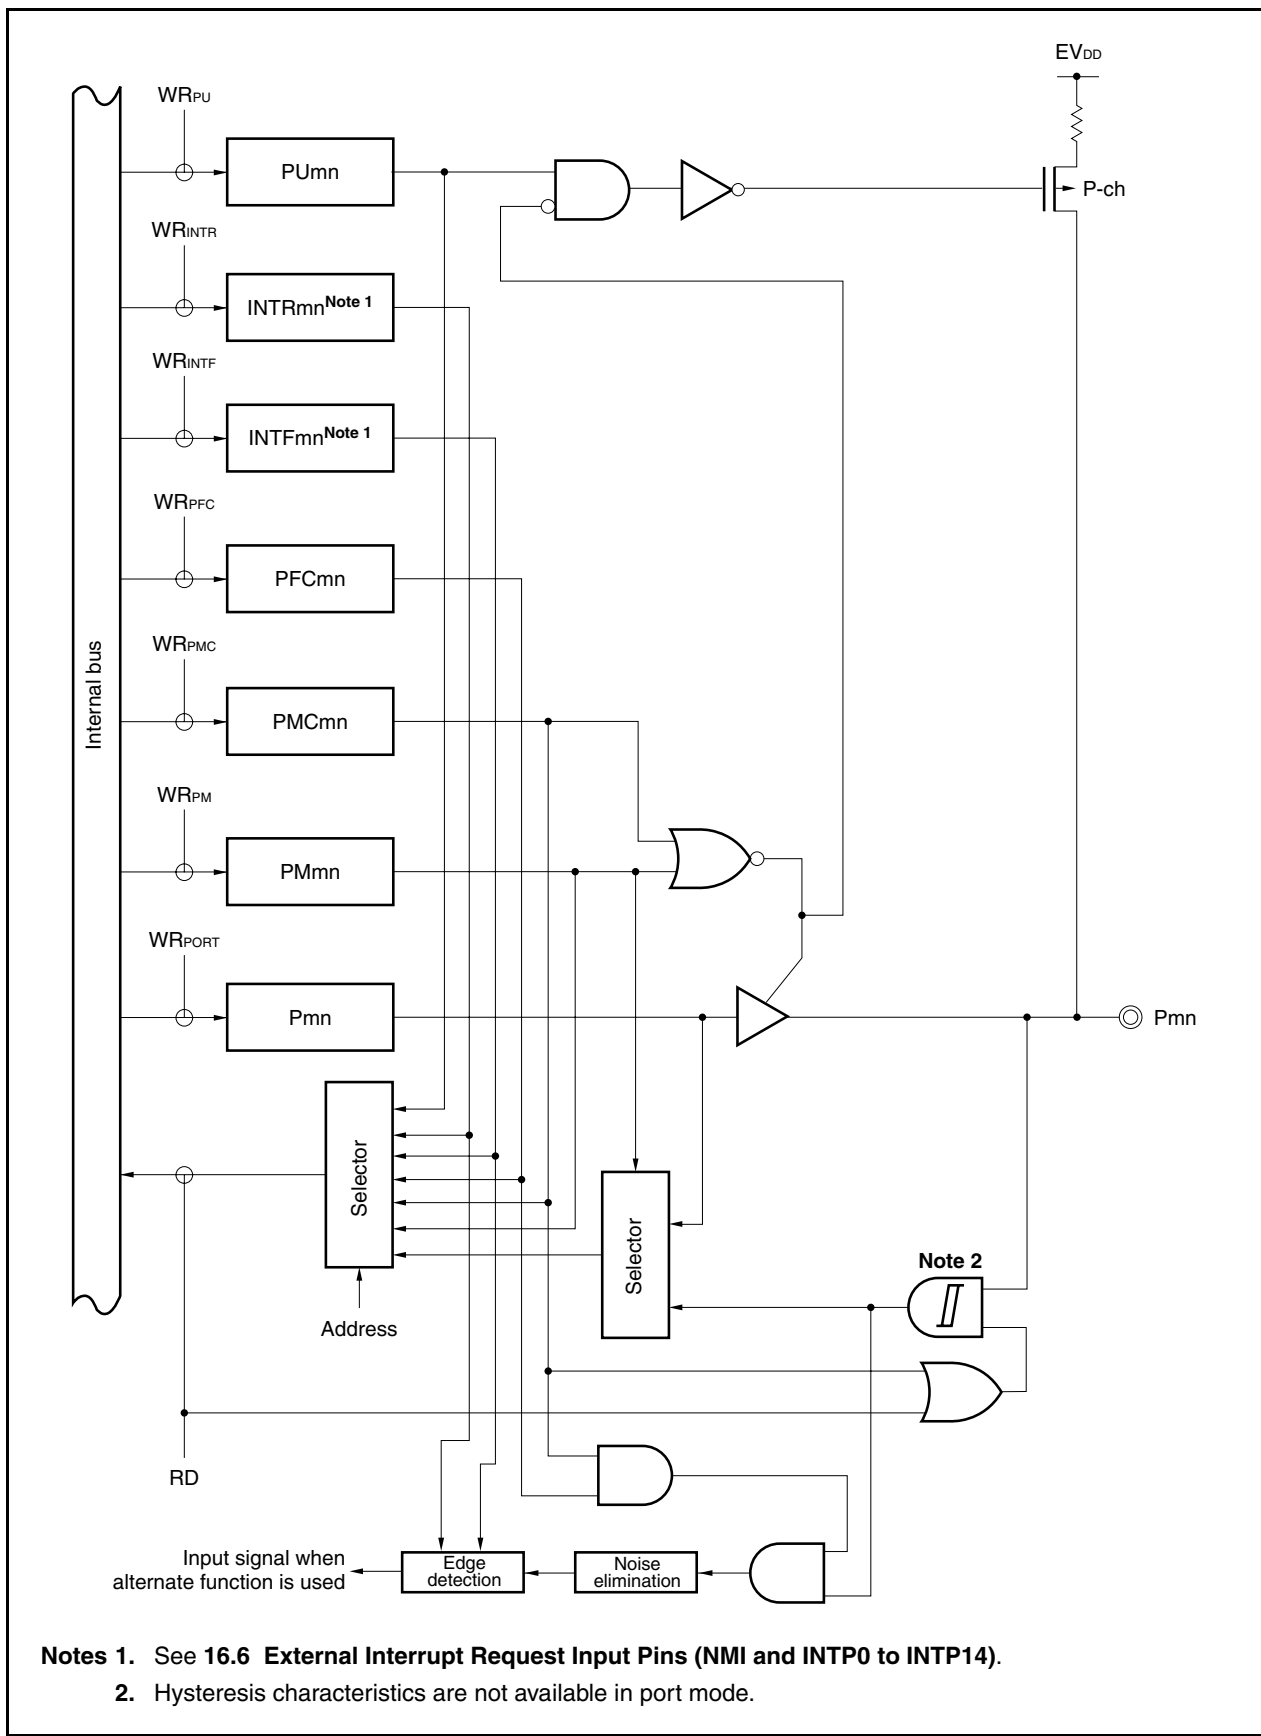 EVDD
WRPU
PUmn
P-ch
WRINTR
INTRmnNote 1
WRINTF
INTFmnNote 1
WRPFC
PFCmn
WRPMC
PMCmn
Internal bus
WRPM
PMmn
WRPORT
Pmn
Pmn
Selector
Selector
Note 2
Address
RD
Input signal when
alternate function is used
Edge
detection
Noise
elimination
Notes 1. See 16.6 External Interrupt Request Input Pins (NMI and INTP0 to INTP14).
2. Hysteresis characteristics are not available in port mode.